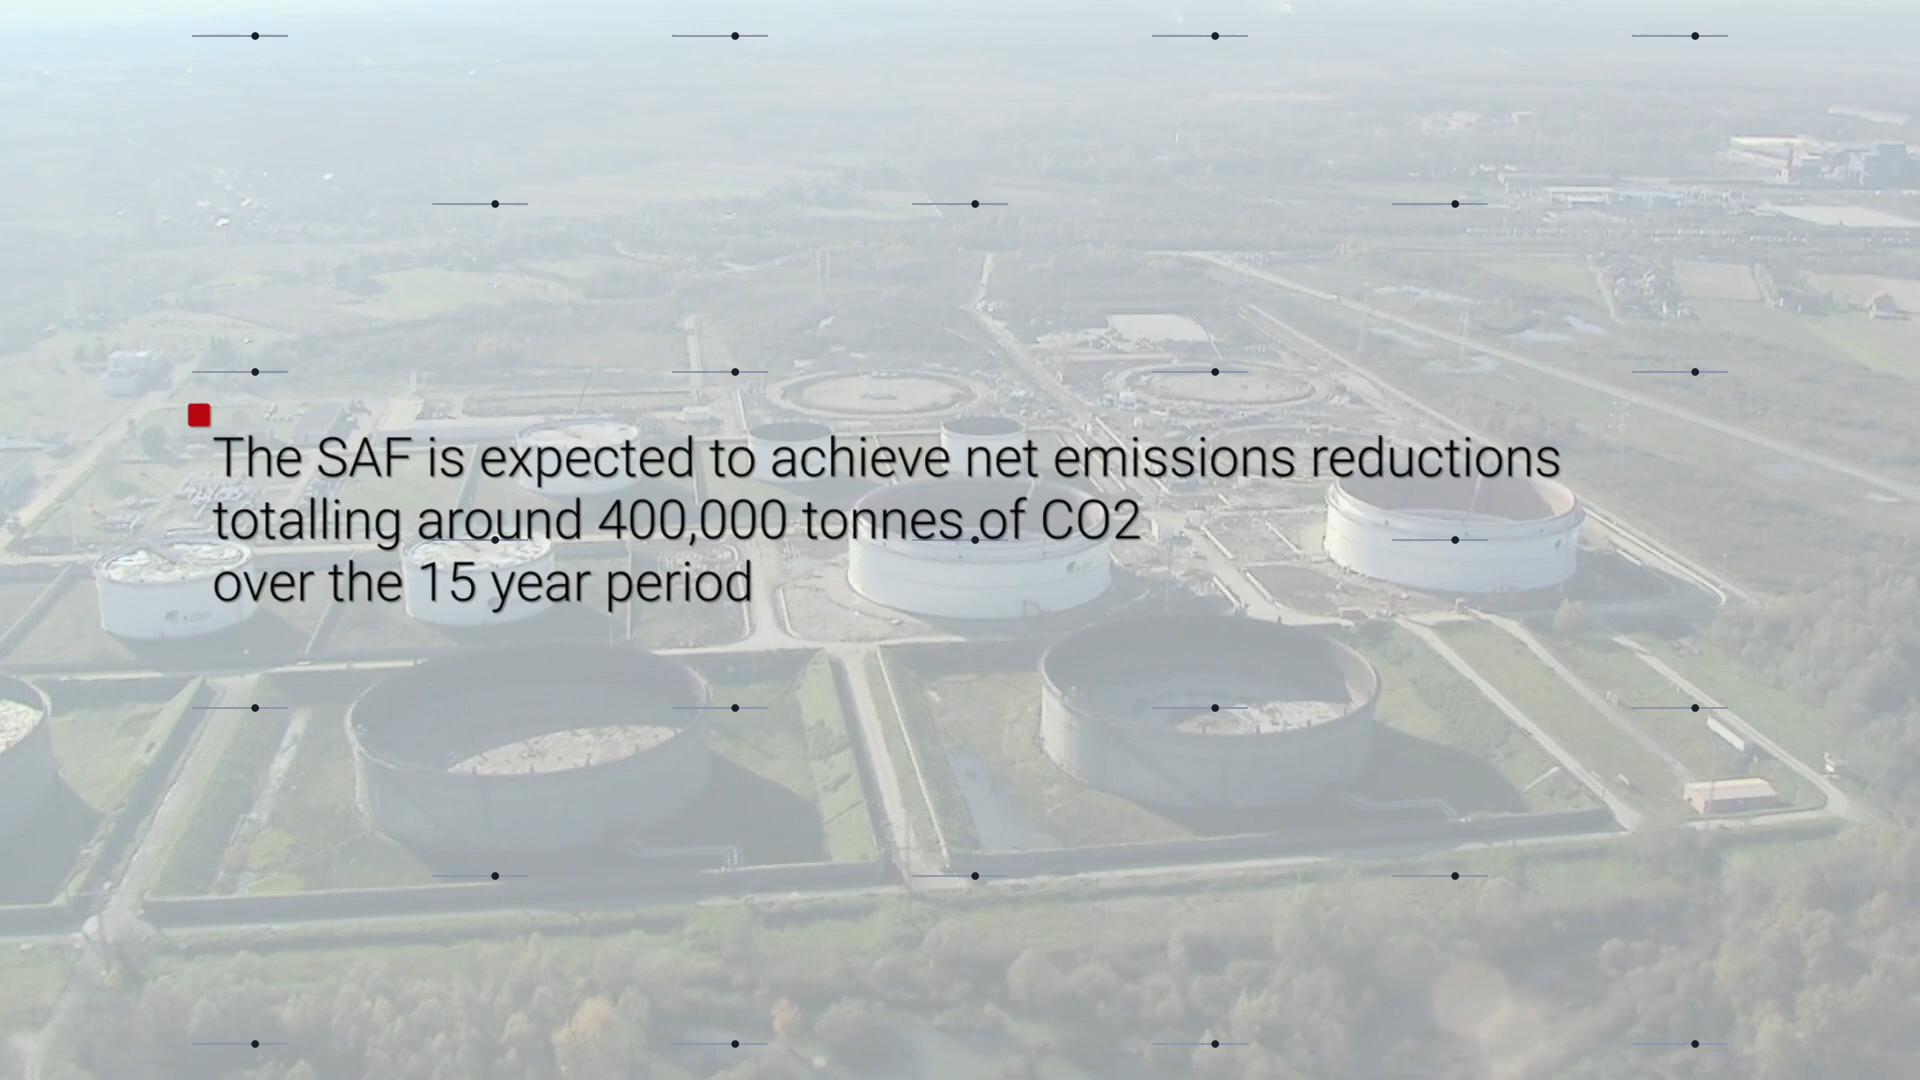 The SAF is expected to achieve net emissions reductions
totalling around 400,000 tonnes of CO2
over the 15 year period